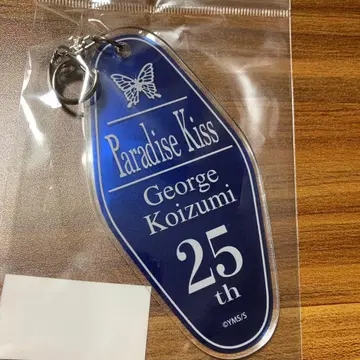 Paradise Kiss
George
Koizumi
25
th
©YMS/S